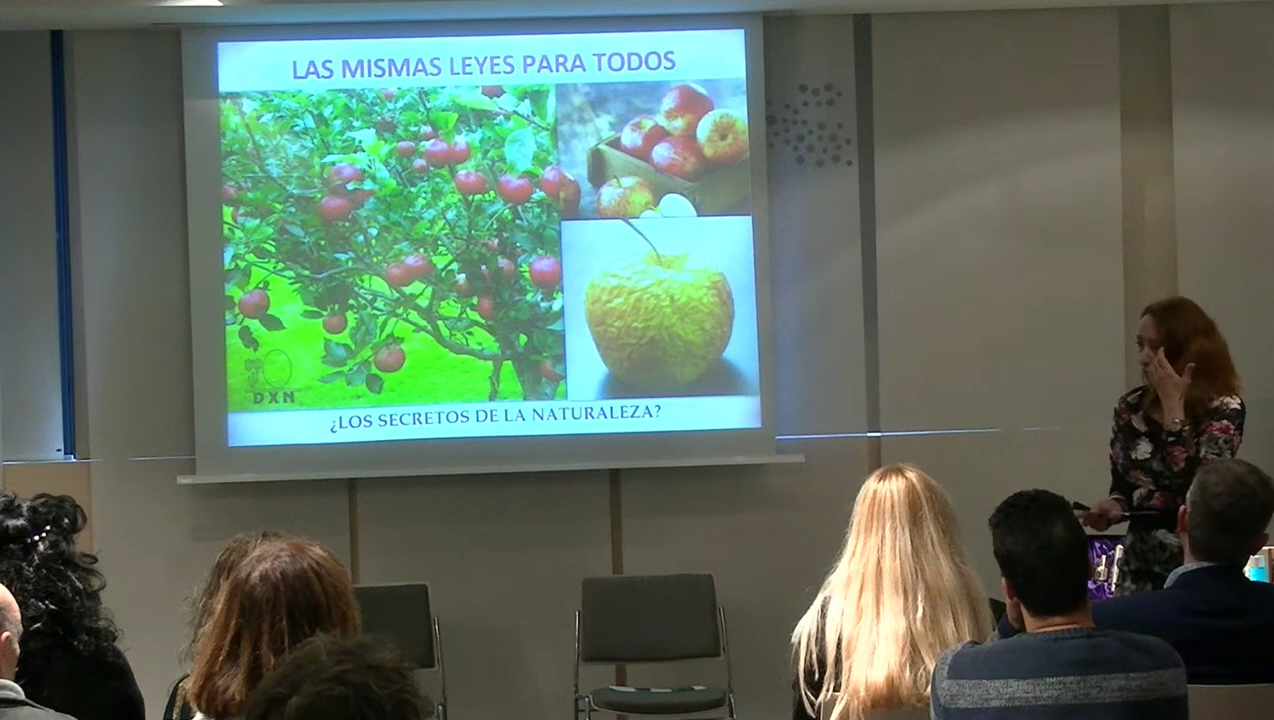 LAS MISMAS LEYES PARA TODOS
DXN
¿LOS SECRETOS DE LA NATURALEZA?